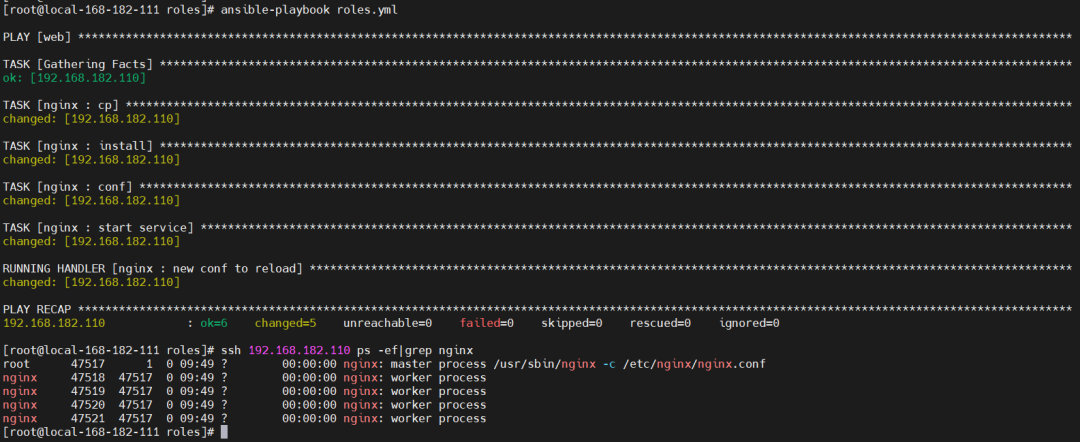 [root@local-168-182-111 roles]# ansible-playbook roles.yml
PLAY [web] ****************************************************************************************************************************************************
TASK [Gathering Facts] ****************************************************************************************************************************************
ok: [192.168.182.110]
TASK [nginx : cp] *********************************************************************************************************************************************
changed: [192.168.182.110]
TASK [nginx : install] ****************************************************************************************************************************************
changed: [192.168.182.110]
TASK [nginx : conf] *******************************************************************************************************************************************
changed: [192.168.182.110]
TASK [nginx : start service] **********************************************************************************************************************************
changed: [192.168.182.110]
RUNNING HANDLER [nginx : new conf to reload] ******************************************************************************************************************
changed: [192.168.182.110]
PLAY RECAP ****************************************************************************************************************************************************
192.168.182.110            : ok=6    changed=5    unreachable=0    failed=0    skipped=0    rescued=0    ignored=0
[root@local-168-182-111 roles]# ssh 192.168.182.110 ps -ef|grep nginx
root      47517      1  0 09:49 ?        00:00:00 nginx: master process /usr/sbin/nginx -c /etc/nginx/nginx.conf
nginx     47518  47517  0 09:49 ?        00:00:00 nginx: worker process
nginx     47519  47517  0 09:49 ?        00:00:00 nginx: worker process
nginx     47520  47517  0 09:49 ?        00:00:00 nginx: worker process
nginx     47521  47517  0 09:49 ?        00:00:00 nginx: worker process
[root@local-168-182-111 roles]#